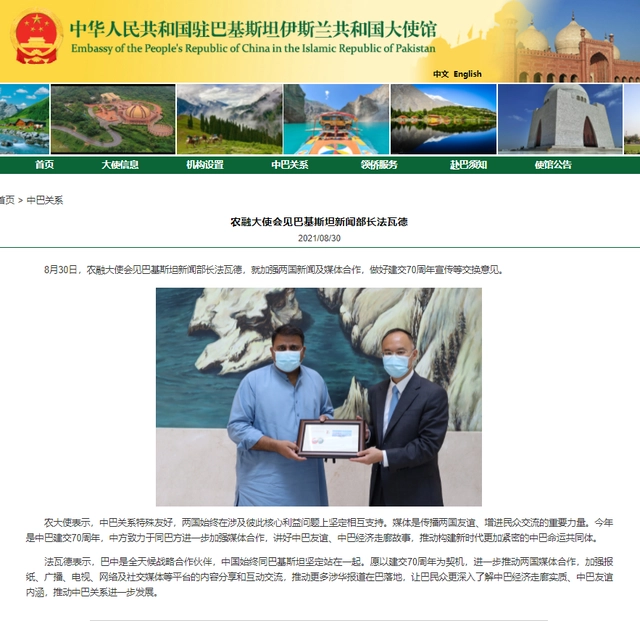 中华人民共和国驻巴基斯坦伊斯兰共和国大使馆
Embassy of the People's Republic of China in the Islamic Republic of Pakistan
中文 English
首页 大使信息 机构设置 中巴关系 领侨服务 赴巴须知 使馆公告
首页 > 中巴关系
农融大使会见巴基斯坦新闻部长法瓦德
2021/08/30
8月30日，农融大使会见巴基斯坦新闻部长法瓦德，就加强两国新闻及媒体合作，做好建交70周年宣传等交换意见。
农大使表示，中巴关系特殊友好，两国始终在涉及彼此核心利益问题上坚定相互支持。媒体是传播两国友谊、增进民众交流的重要力量。今年
是中巴建交70周年，中方致力于同巴方进一步加强媒体合作，讲好中巴友谊、中巴经济走廊故事，推动构建新时代更加紧密的中巴命运共同体。
法瓦德表示，巴中是全天候战略合作伙伴，中国始终同巴基斯坦坚定站在一起。愿以建交70周年为契机，进一步推动两国媒体合作，加强报
纸、广播、电视、网络及社交媒体等平台的内容分享和互动交流，推动更多涉华报道在巴落地，让巴民众更深入了解中巴经济走廊实质、中巴友谊
内涵，推动中巴关系进一步发展。